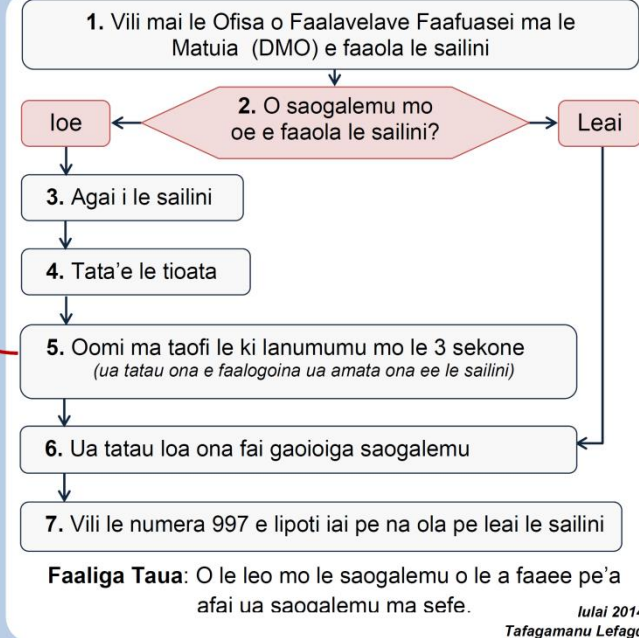 1. Vili mai le Ofisa o Faalavelave Faafuasei ma le
Matuia (DMO) e faaola le sailini
2. O saogalemu mo
oe e faaola le sailini?
Ioe
Leai
3. Agai i le sailini
4. Tata'e le tioata
5. Oomi ma taofi le ki lanumumu mo le 3 sekone
(ua tatau ona e faalogoina ua amata ona ee le sailini)
6. Ua tatau loa ona fai gaoioiga saogalemu
7. Vili le numera 997 e lipoti iai pe na ola pe leai le sailini
Faaliga Taua: O le leo mo le saogalemu o le a faaee pe'a
afai ua saogalemu ma sefe.
Iulai 2014
Tafagamanu